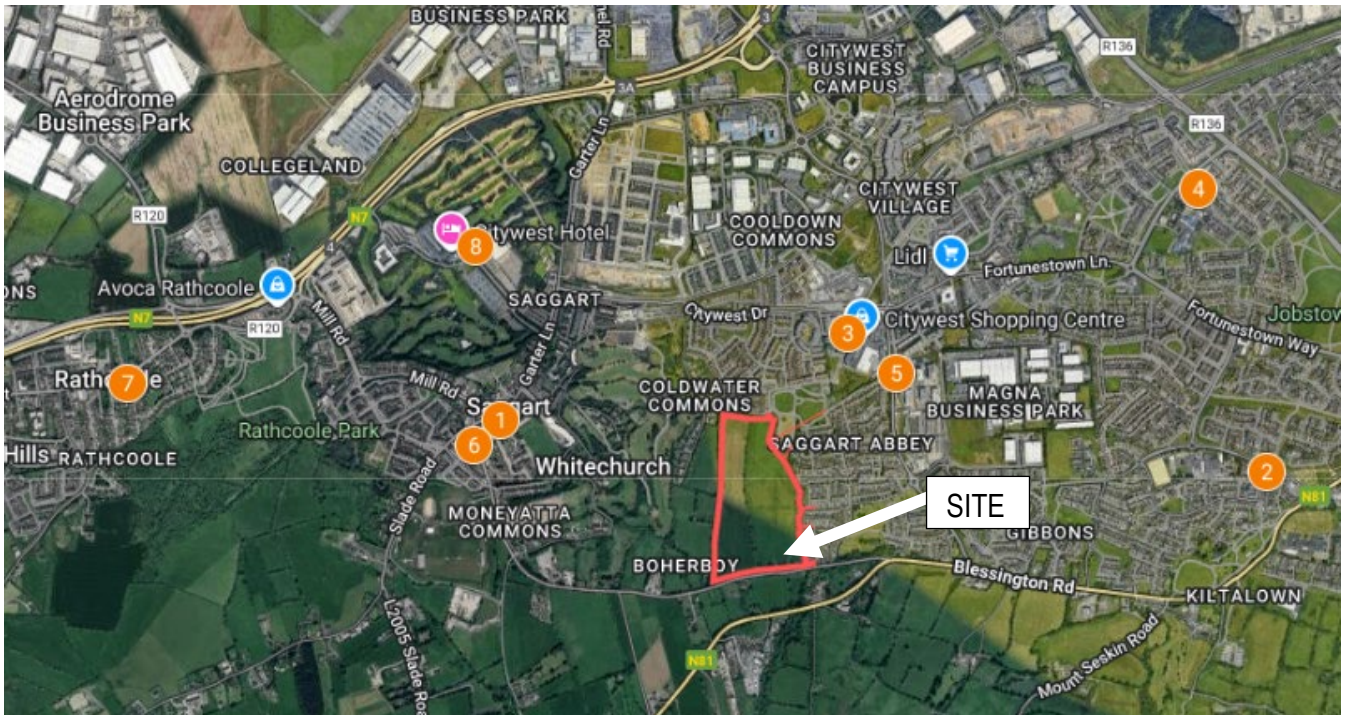 BUSINESS PARK
3
R136
CITYWEST
BUSINESS
CAMPUS
3A
Aerodrome
Business Park
R136
Garter Ln
COLLEGELAND
4
CITYWEST
VILLAGE
R120
N7
COOLDOWN
COMMONS
8
Citywest Hotel
4
Lidl
Fortunestown Ln.
Avoca Rathcoole
SAGGART
Citywest Dr
Citywest Shopping Centre
3
Fortunestown Way
N7
R120
Mill Rd
Garter Ln
5
Rathcoole
7
Mill Rd
COLDWATER
COMMONS
MAGNA
BUSINESS PARK
Saggart
1
Rathcoole Park
6
SAGGART ABBEY
Hills
RATHCOOLE
Whitechurch
2
N81
SITE
Slade Road
MONEYATTA
COMMONS
GIBBONS
BOHERBOY
Blessington Rd
KILTALOWN
L2005 Slade Roa
N81
Mount Seskin Road